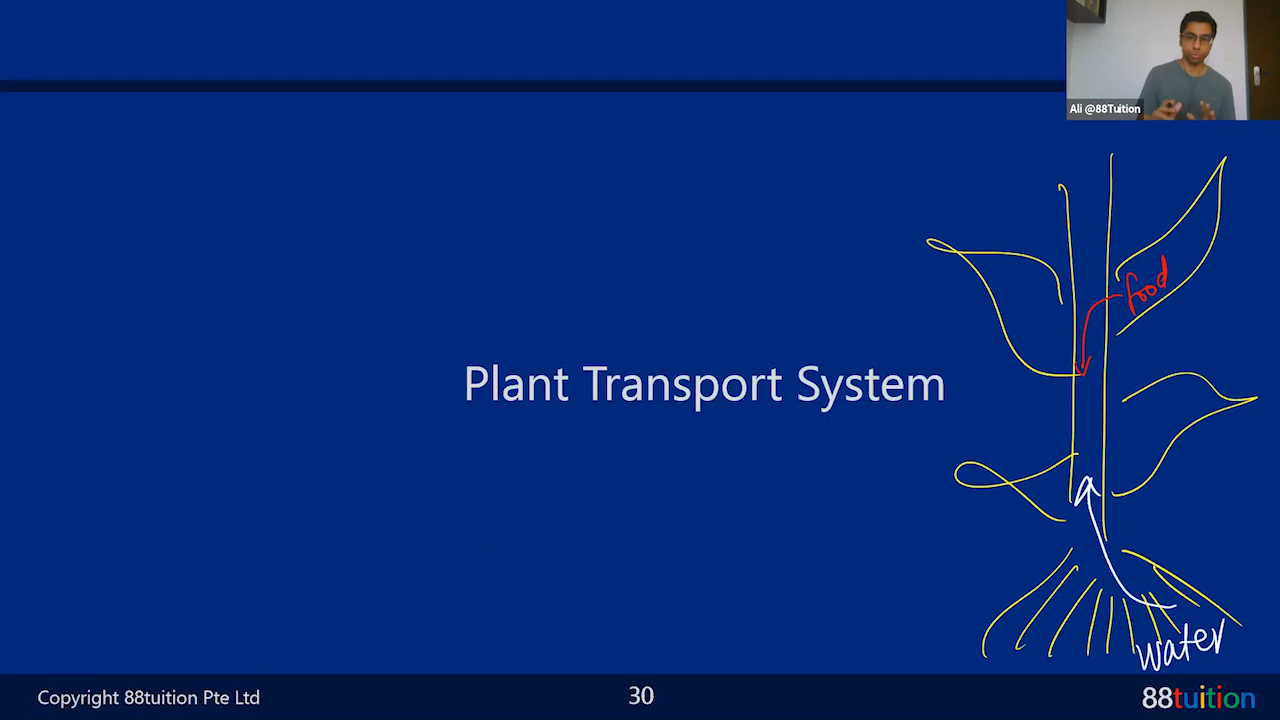 Ali @88Tuition
food
Plant Transport System
water
Copyright 88tuition Pte Ltd
30
88tuition